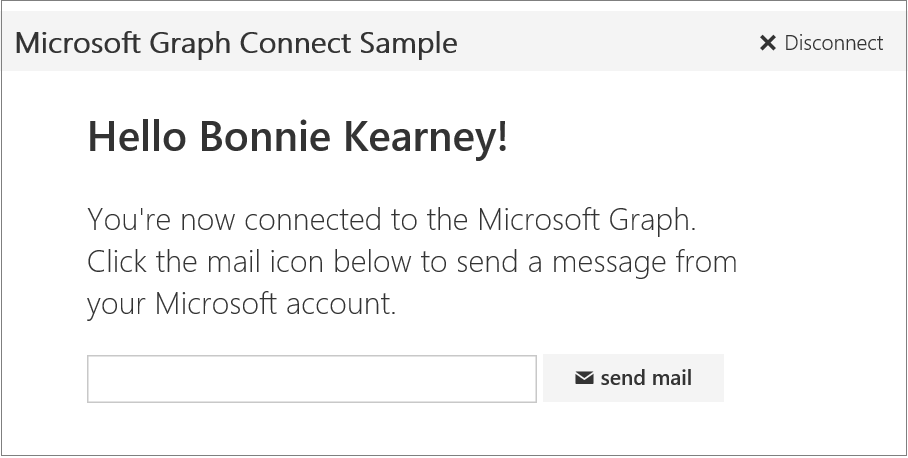 Microsoft Graph Connect Sample
Disconnect
Hello Bonnie Kearney!
You're now connected to the Microsoft Graph.
Click the mail icon below to send a message from
your Microsoft account.
send mail